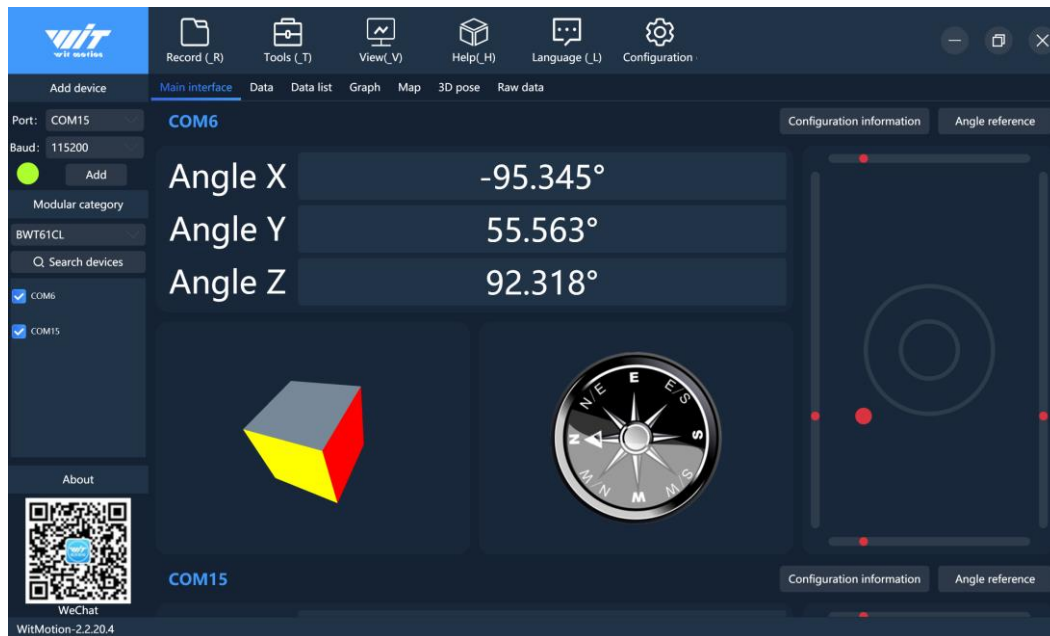 wit motion
Record (_R)
Tools (_T)
View(_V)
Help(_H)
Language (_L)
Configuration
Add device
Main interface
Data
Data list
Graph
Map
3D pose
Raw data
Port:
COM15
Baud:
115200
Add
Modular category
BWT61CL
Search devices
COM6
COM15
COM6
Configuration information
Angle reference
Angle X
-95.345°
Angle Y
55.563°
Angle Z
92.318°
N/E
E
E/S
N
S
W/N
W
W/S
About
WeChat
COM15
Configuration information
Angle reference
WitMotion-2.2.20.4